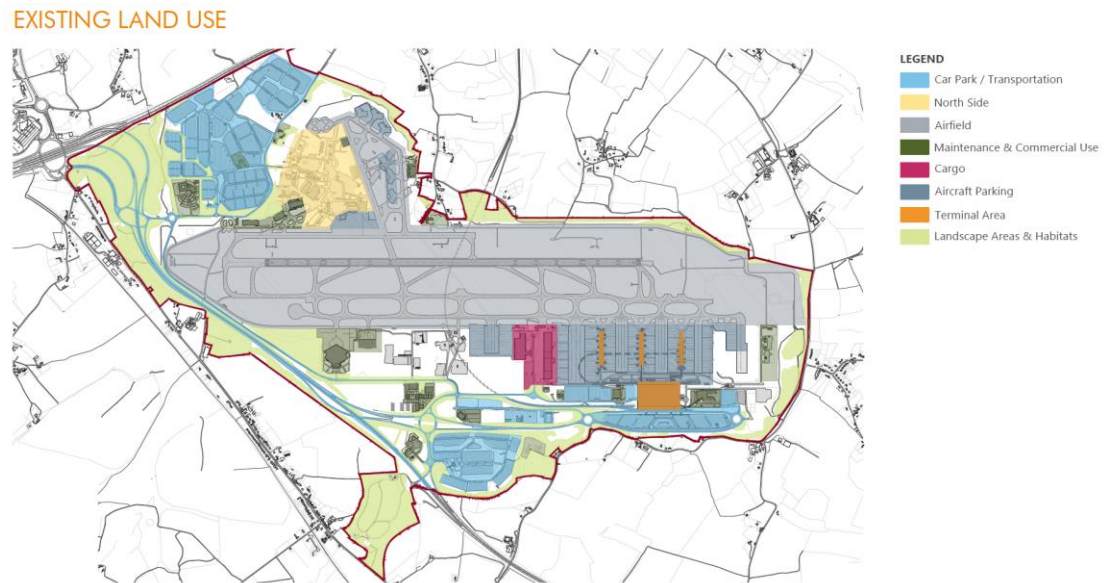 EXISTING LAND USE
LEGEND
Car Park / Transportation
North Side
Airfield
Maintenance & Commercial Use
Cargo
Aircraft Parking
Terminal Area
Landscape Areas & Habitats